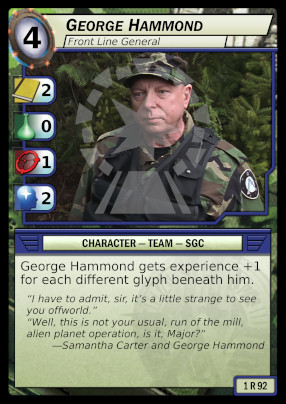 4
GEORGE HAMMOND
Front Line General
2
0
1
2
CHARACTER – TEAM – SGC
George Hammond gets experience +1
for each different glyph beneath him.
“I have to admit, sir, it’s a little strange to see
you offworld.”
“Well, this is not your usual, run of the mill,
alien planet operation, is it, Major?”
—Samantha Carter and George Hammond
1 R 92